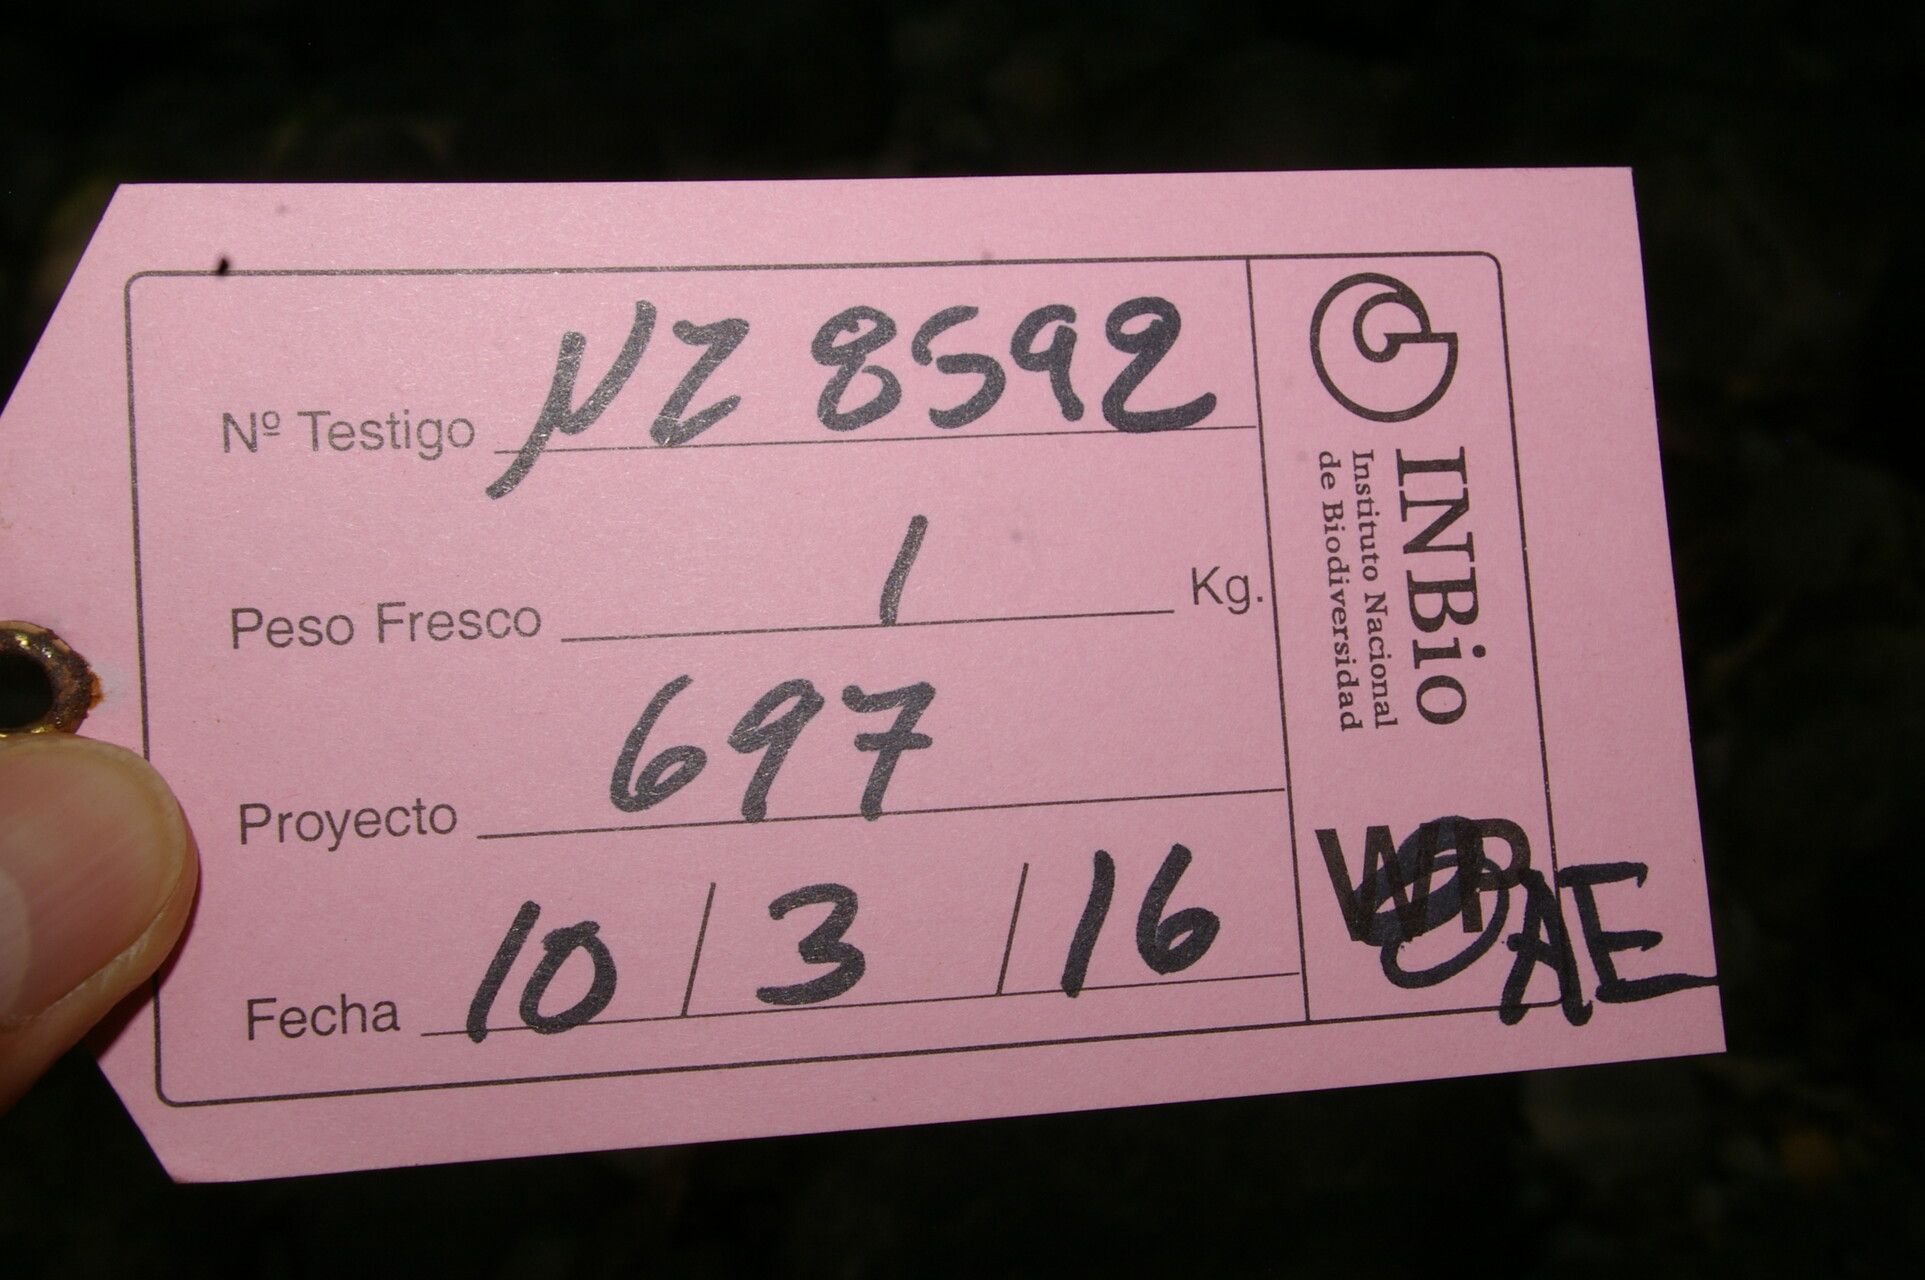 Nº Testigo NZ 8592
Peso Fresco 1 Kg.
Proyecto 697
Fecha 10 / 3 / 16
INBio
Instituto Nacional
de Biodiversidad
WP
AE